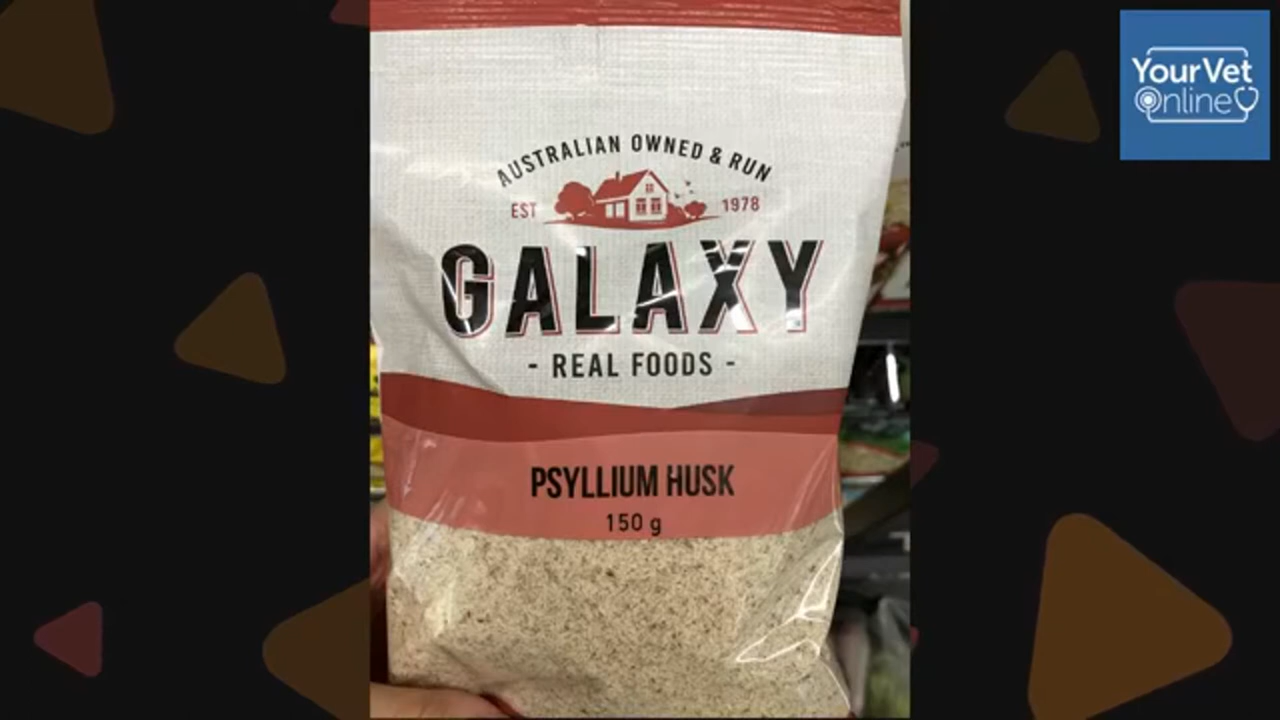 AUSTRALIAN OWNED & RUN
EST 1978
GALAXY
- REAL FOODS -
PSYLLIUM HUSK
150 g
YourVet
Online